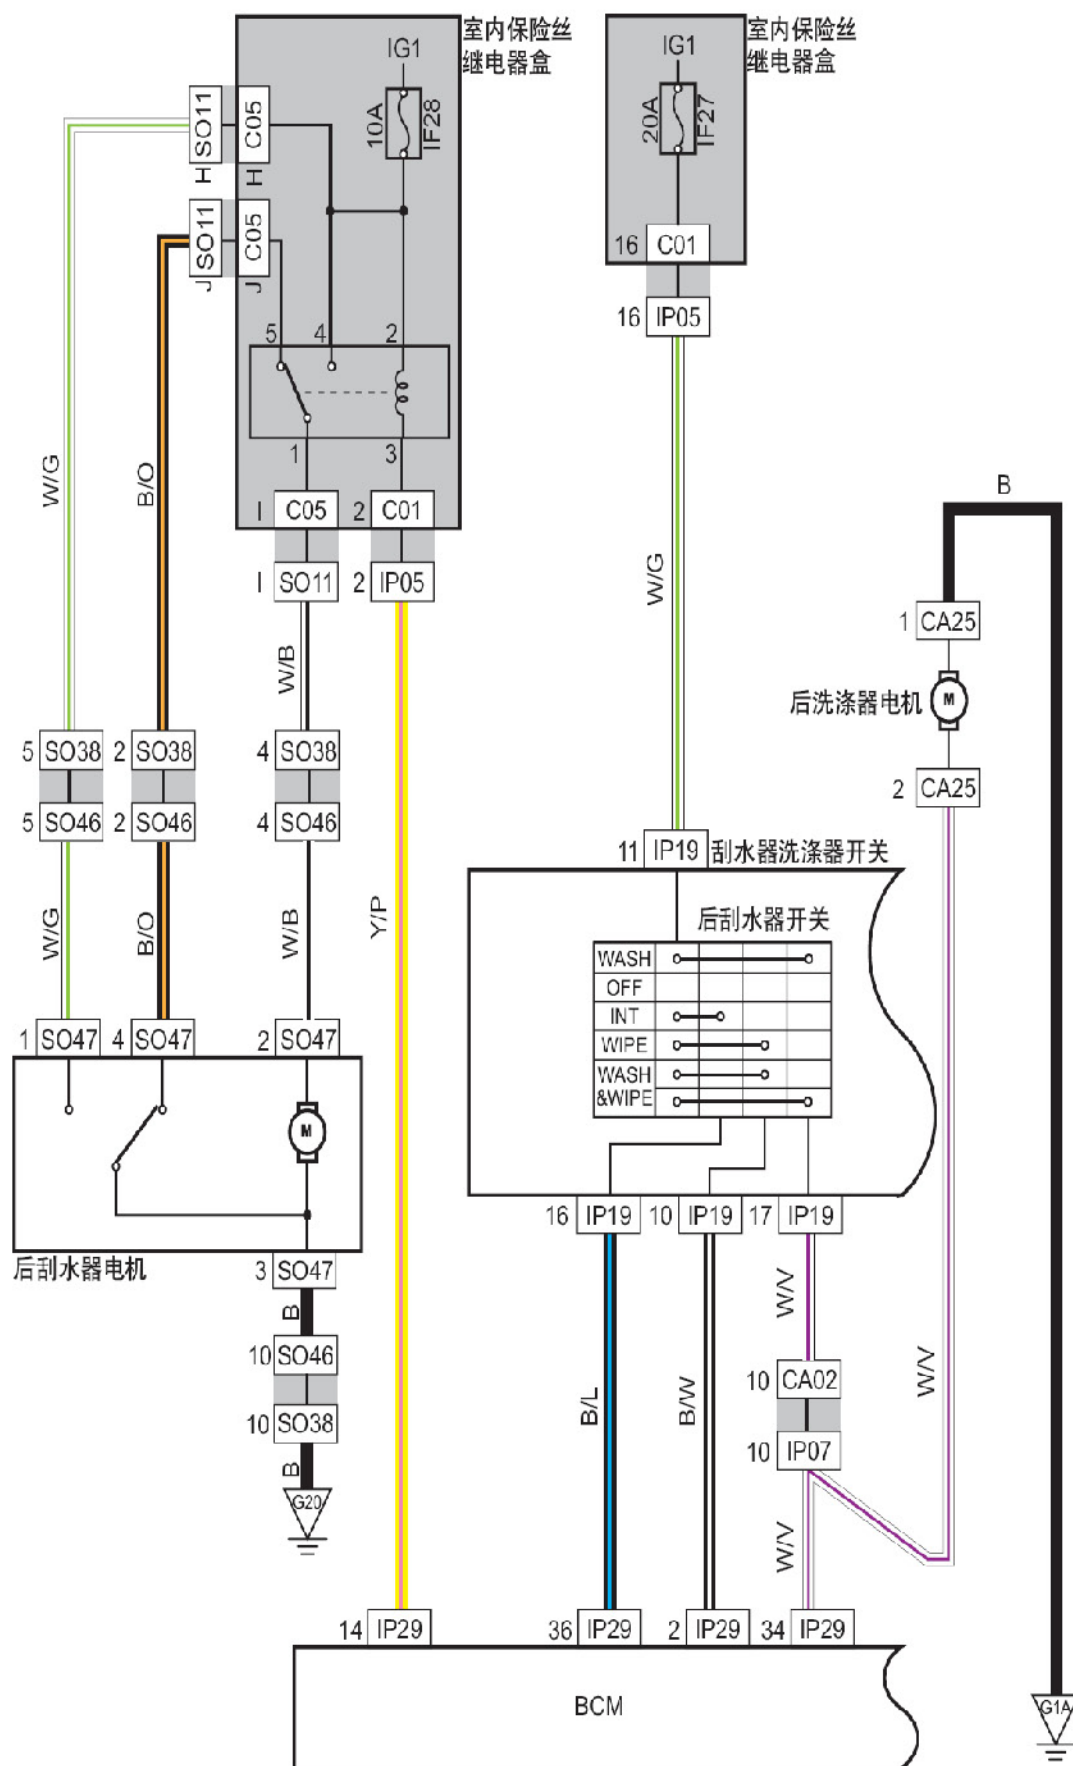 室内保险丝
继电器盒
IG1
10A
IF28
SO11
C05
H
H
SO11
C05
J
J
5
4
2
1
3
I
C05
2
C01
I
SO11
2
IP05
室内保险丝
继电器盒
IG1
20A
IF27
16
C01
16
IP05
W/G
B/O
W/B
W/G
B
1
CA25
后洗涤器电机
M
2
CA25
5
SO38
2
SO38
4
SO38
5
SO46
2
SO46
4
SO46
11
IP19
刮水器洗涤器开关
W/G
B/O
W/B
Y/P
后刮水器开关
WASH
OFF
INT
WIPE
WASH
&WIPE
1
SO47
4
SO47
2
SO47
M
后刮水器电机
3
SO47
B
10
SO46
10
SO38
B
G20
16
IP19
10
IP19
17
IP19
B/L
B/W
W/V
W/V
10
CA02
10
IP07
W/V
14
IP29
36
IP29
2
IP29
34
IP29
BCM
G1A